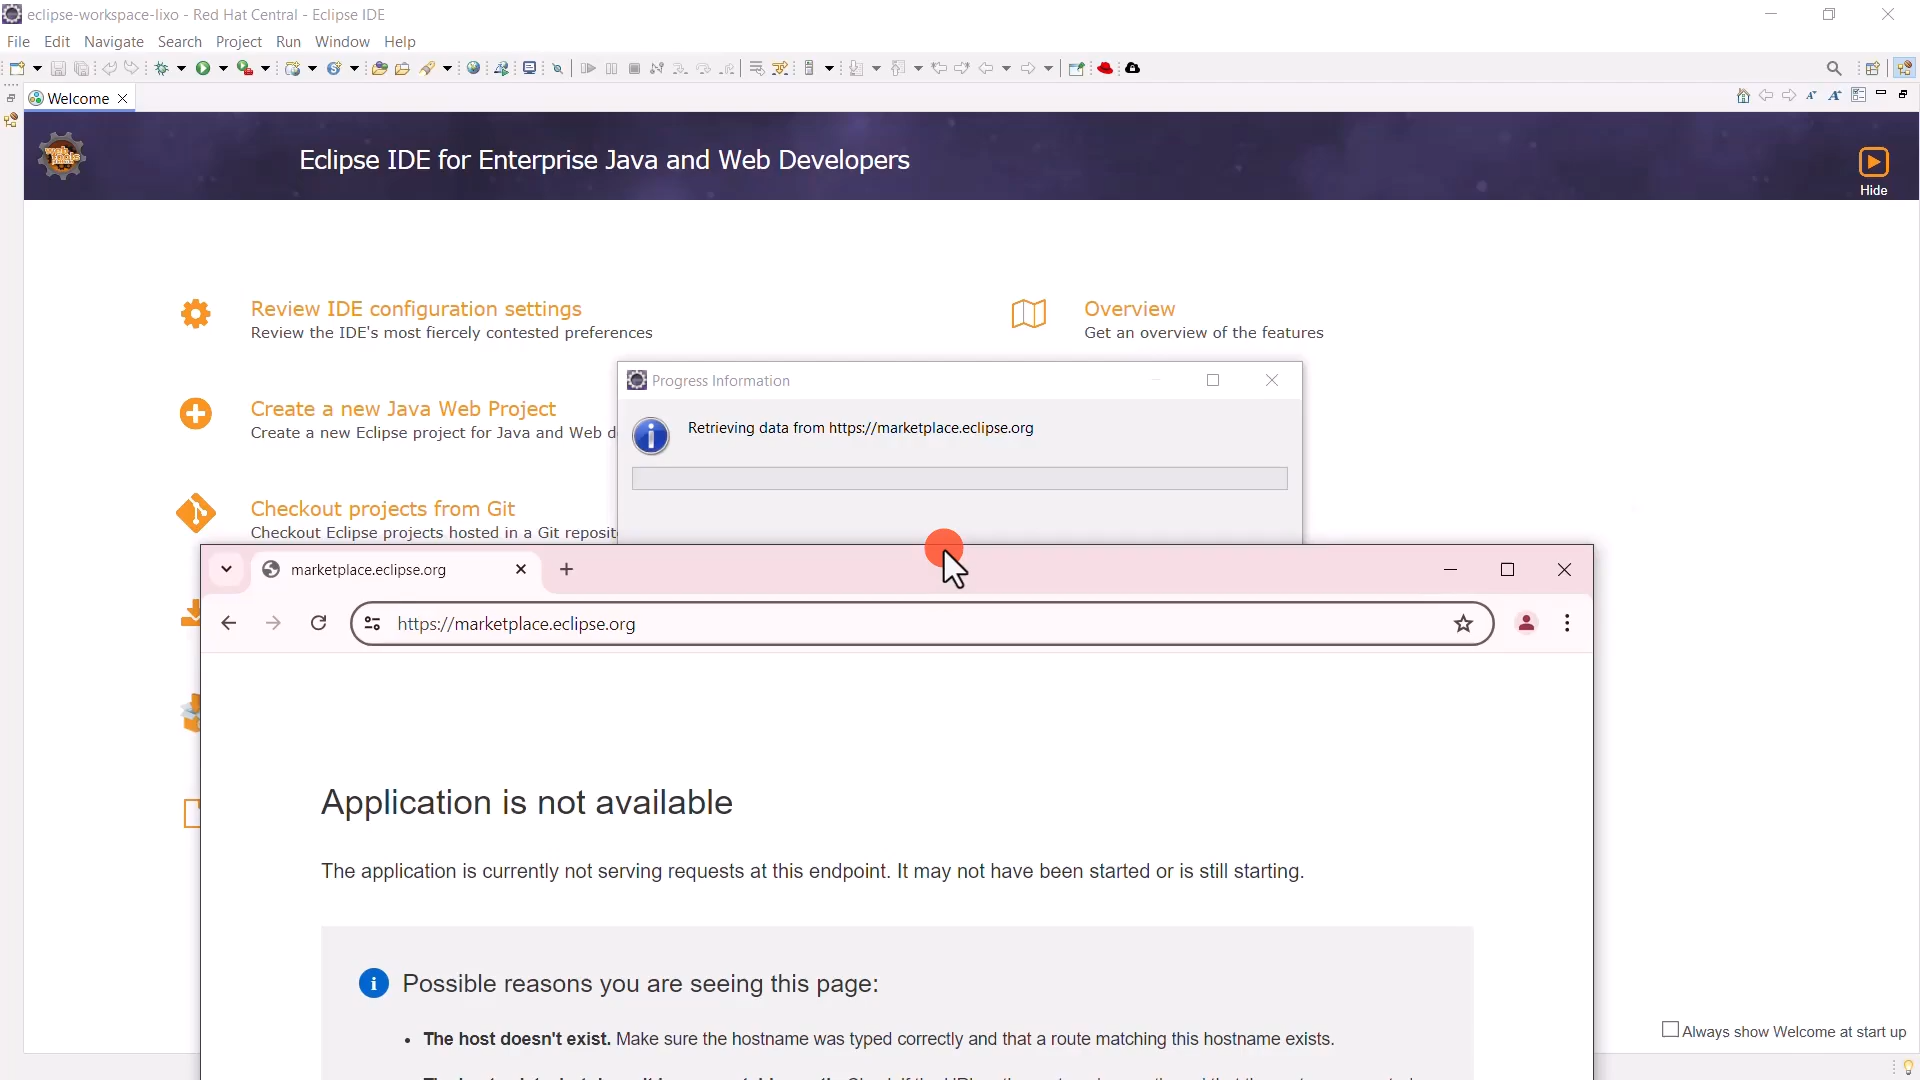 eclipse-workspace-lixo - Red Hat Central - Eclipse IDE
File Edit Navigate Search Project Run Window Help
Welcome
Eclipse IDE for Enterprise Java and Web Developers
Hide
Review IDE configuration settings
Review the IDE's most fiercely contested preferences
Overview
Get an overview of the features
Progress Information
Create a new Java Web Project
Create a new Eclipse project for Java and Web d
Retrieving data from https://marketplace.eclipse.org
Checkout projects from Git
Checkout Eclipse projects hosted in a Git reposit
marketplace.eclipse.org
https://marketplace.eclipse.org
Application is not available
The application is currently not serving requests at this endpoint. It may not have been started or is still starting.
Possible reasons you are seeing this page:
• The host doesn't exist. Make sure the hostname was typed correctly and that a route matching this hostname exists.
Always show Welcome at start up